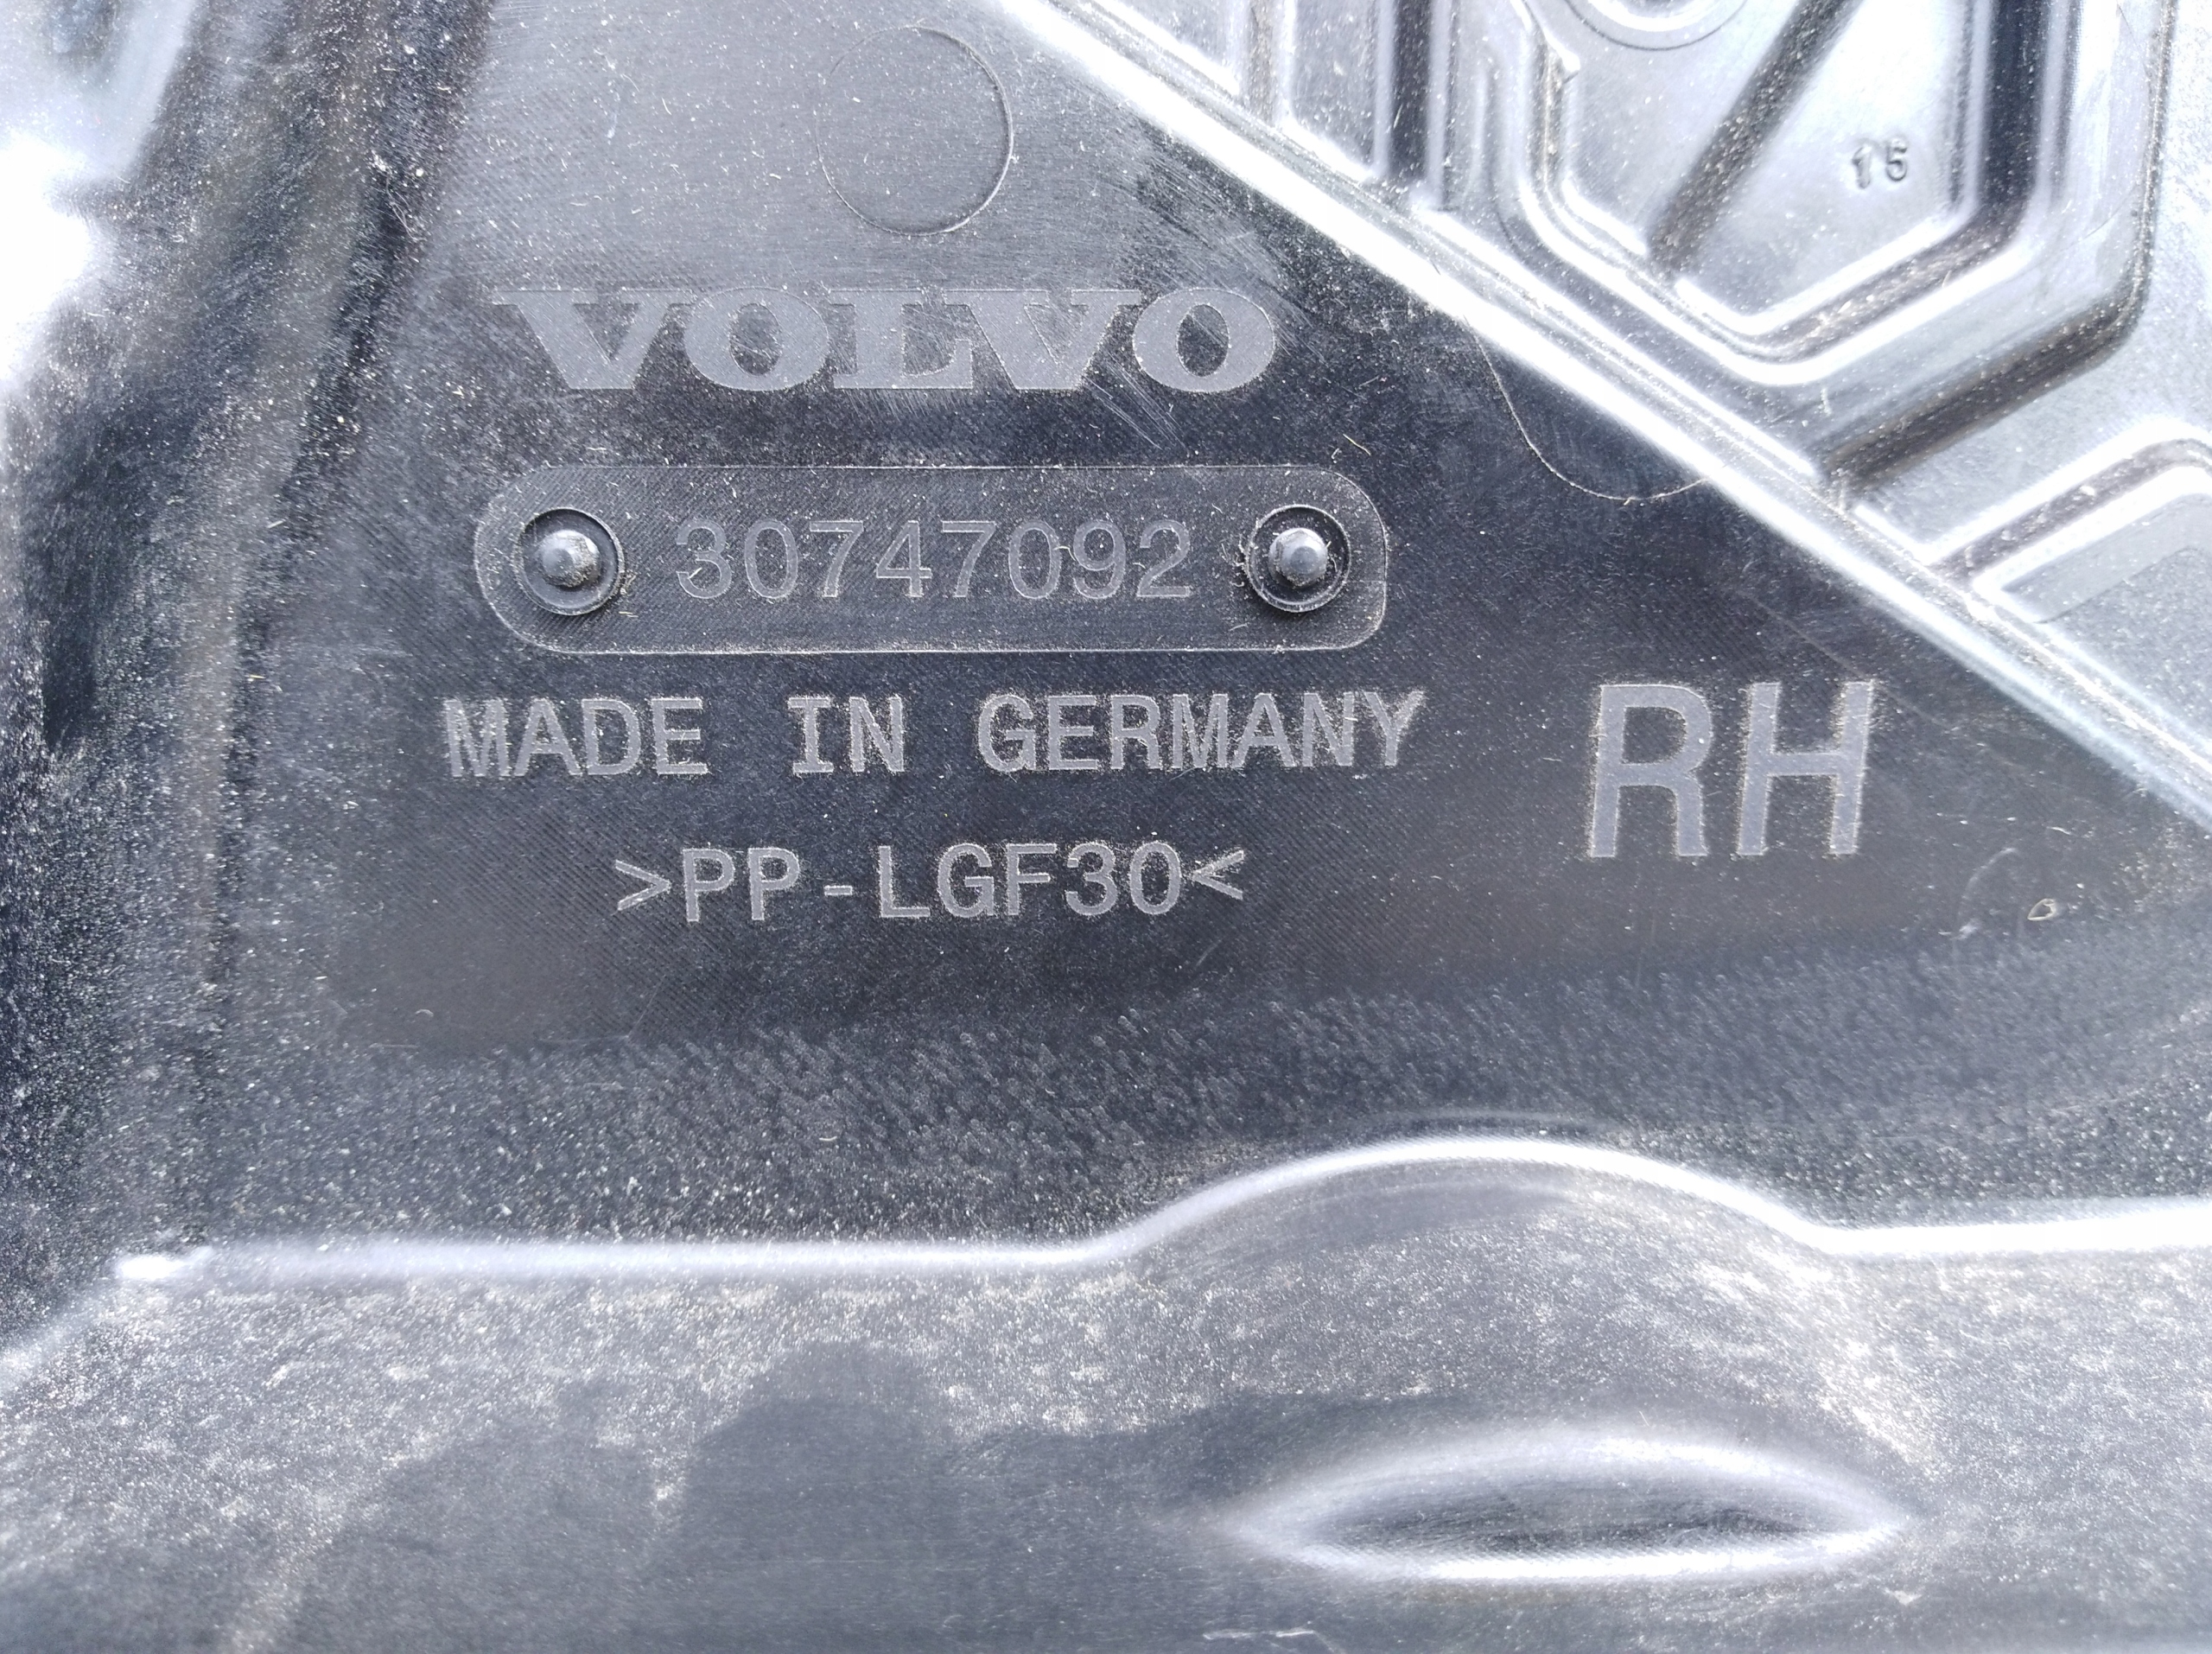 15
VOLVO
30747092
MADE IN GERMANY
RH
>PP-LGF30<